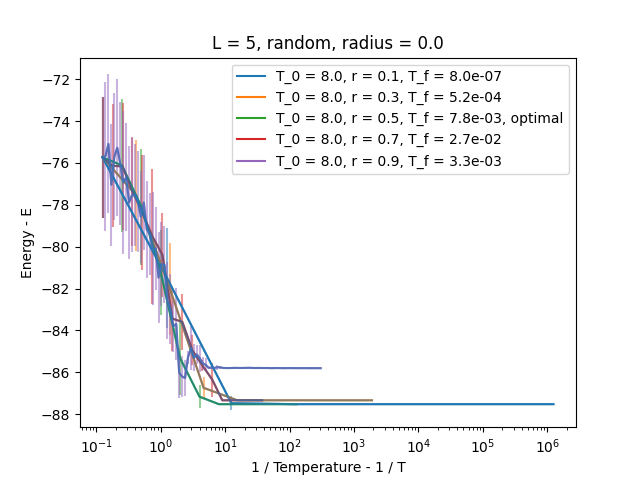 L = 5, random, radius = 0.0
T_0 = 8.0, r = 0.1, T_f = 8.0e-07
T_0 = 8.0, r = 0.3, T_f = 5.2e-04
T_0 = 8.0, r = 0.5, T_f = 7.8e-03, optimal
T_0 = 8.0, r = 0.7, T_f = 2.7e-02
T_0 = 8.0, r = 0.9, T_f = 3.3e-03
Energy - E
−72
−74
−76
−78
−80
−82
−84
−86
−88
10⁻¹ 10⁰ 10¹ 10² 10³ 10⁴ 10⁵ 10⁶
1 / Temperature - 1 / T